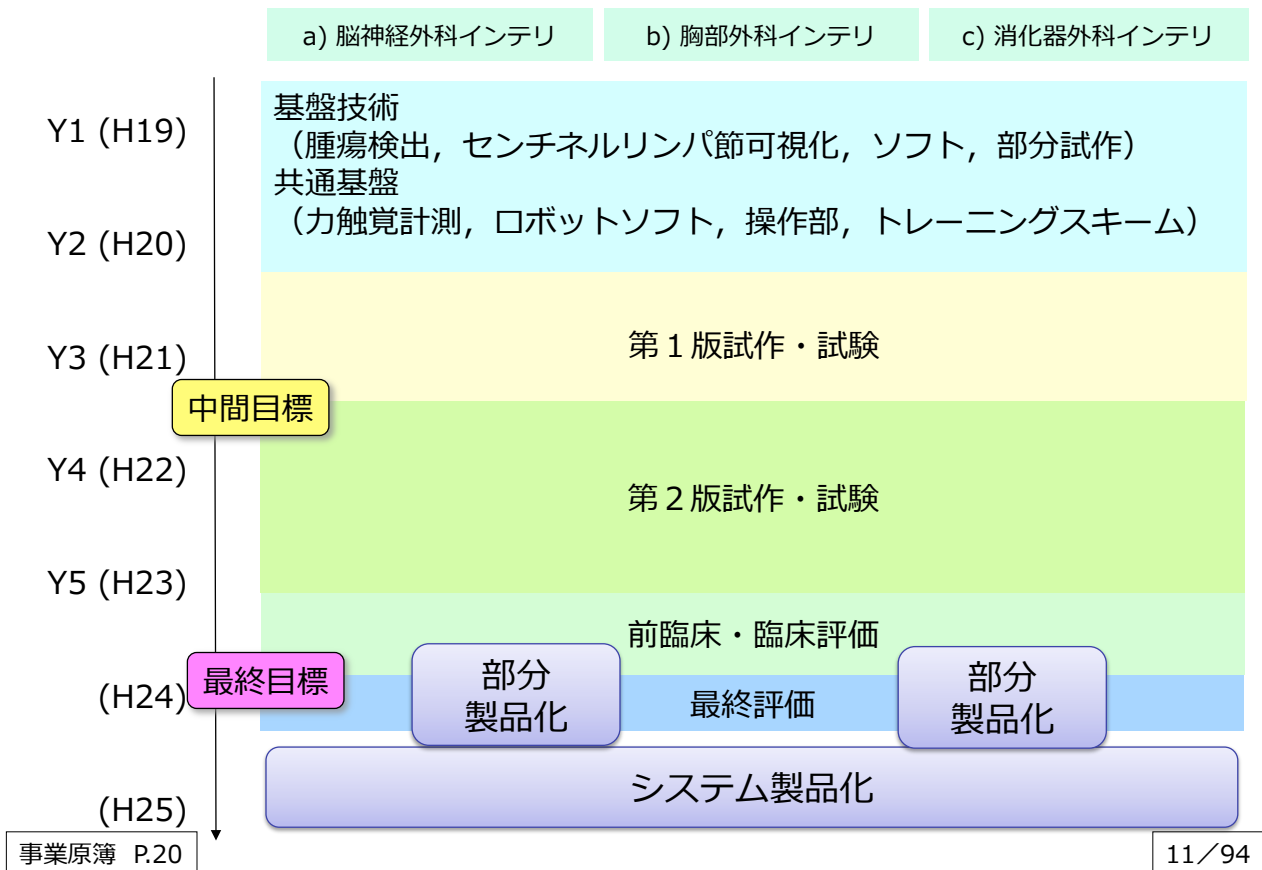 a) 脳神経外科インテリ
b) 胸部外科インテリ
c) 消化器外科インテリ
Y1 (H19)
基盤技術
（腫瘍検出，センチネルリンパ節可視化，ソフト，部分試作）
共通基盤
（力触覚計測，ロボットソフト，操作部，トレーニングスキーム）
Y2 (H20)
Y3 (H21)
第１版試作・試験
中間目標
Y4 (H22)
第２版試作・試験
Y5 (H23)
前臨床・臨床評価
最終目標
(H24)
部分
製品化
最終評価
部分
製品化
システム製品化
(H25)
事業原簿 P.20
11／94